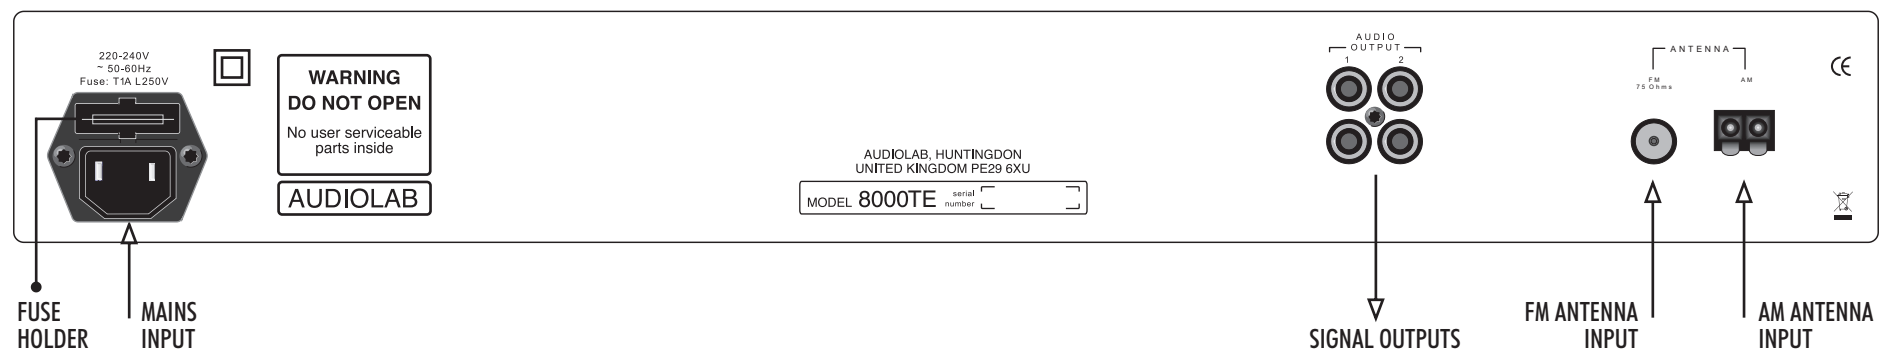 220-240V
~ 50-60Hz
Fuse: T1A L250V
WARNING
DO NOT OPEN
No user serviceable
parts inside
AUDIOLAB
AUDIOLAB, HUNTINGDON
UNITED KINGDOM PE29 6XU
MODEL 8000TE serial
number
AUDIO
OUTPUT
1 2
ANTENNA
FM
75 Ohms
AM
CE
FUSE
HOLDER
MAINS
INPUT
SIGNAL OUTPUTS
FM ANTENNA
INPUT
AM ANTENNA
INPUT